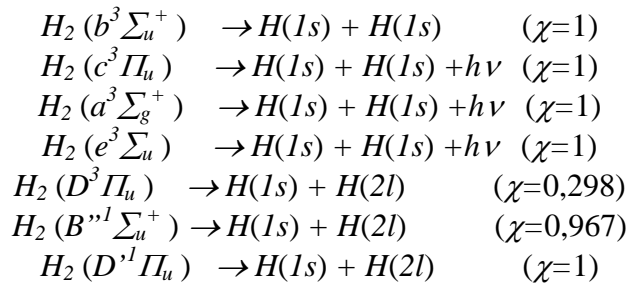 H₂ (b³Σᵤ⁺) → H(1s) + H(1s) (χ=1)
H₂ (c³Πᵤ) → H(1s) + H(1s) +hν (χ=1)
H₂ (a³Σg⁺) → H(1s) + H(1s) +hν (χ=1)
H₂ (e³Σᵤ) → H(1s) + H(1s) +hν (χ=1)
H₂ (D³Πᵤ) → H(1s) + H(2l) (χ=0,298)
H₂ (B”¹Σᵤ⁺) → H(1s) + H(2l) (χ=0,967)
H₂ (D’¹Πᵤ) → H(1s) + H(2l) (χ=1)